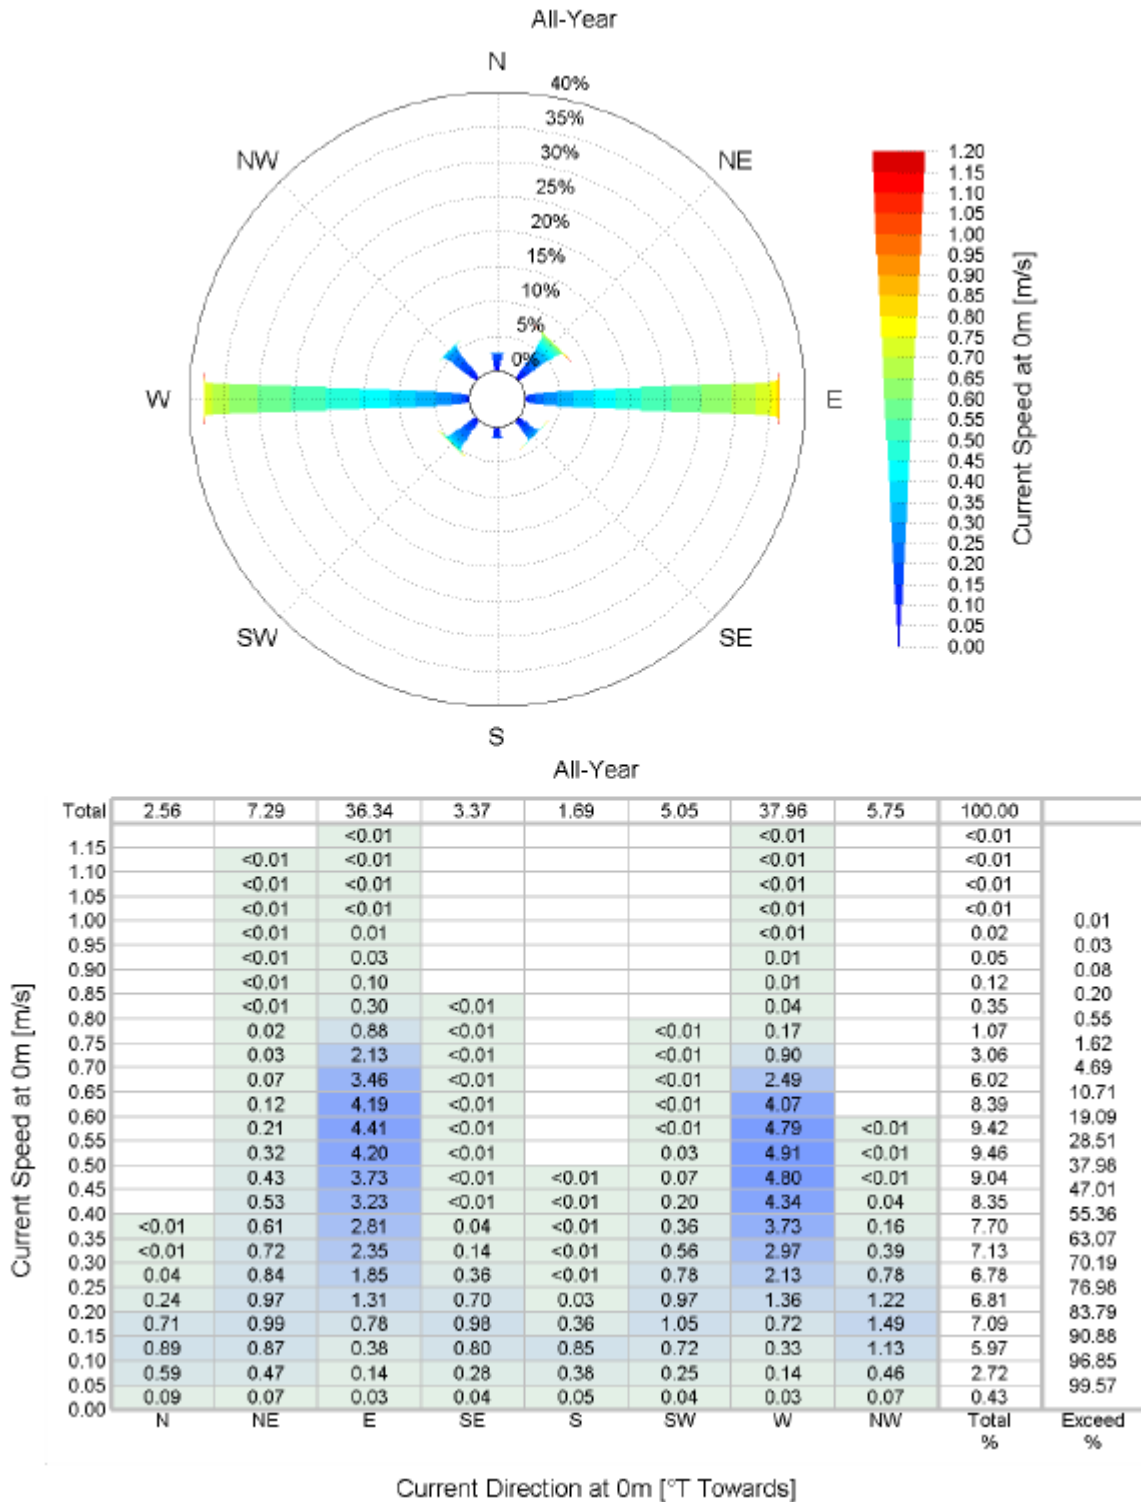 All-Year
N
40%
35%
30%
25%
20%
15%
10%
5%
0%
NW
NE
W
E
SW
SE
S
1.20
1.15
1.10
1.05
1.00
0.95
0.90
0.85
0.80
0.75
0.70
0.65
0.60
0.55
0.50
0.45
0.40
0.35
0.30
0.25
0.20
0.15
0.10
0.05
0.00
Current Speed at 0m [m/s]
All-Year
Total 2.56 7.29 36.34 3.37 1.69 5.05 37.96 5.75 100.00
<0.01 <0.01 <0.01
1.15
<0.01 <0.01 <0.01 <0.01
1.10
<0.01 <0.01 <0.01 <0.01
1.05
<0.01 <0.01 <0.01 <0.01
1.00 0.01
<0.01 0.01 <0.01 0.02
0.95 0.03
<0.01 0.03 0.01 0.05
0.90 0.08
<0.01 0.10 0.01 0.12
0.85 0.20
<0.01 0.30 <0.01 0.04 0.35
0.80 0.55
0.02 0.88 <0.01 <0.01 0.17 1.07
0.75 1.62
0.03 2.13 <0.01 <0.01 0.90 3.06
0.70 4.69
0.07 3.46 <0.01 <0.01 2.49 6.02
0.65 10.71
0.12 4.19 <0.01 <0.01 4.07 8.39
0.60 19.09
0.21 4.41 <0.01 <0.01 4.79 <0.01 9.42
0.55 28.51
0.32 4.20 <0.01 0.03 4.91 <0.01 9.46
0.50 37.98
0.43 3.73 <0.01 <0.01 0.07 4.80 <0.01 9.04
0.45 47.01
0.53 3.23 <0.01 <0.01 0.20 4.34 0.04 8.35
0.40 55.36
<0.01 0.61 2.81 0.04 <0.01 0.36 3.73 0.16 7.70
0.35 63.07
<0.01 0.72 2.35 0.14 <0.01 0.56 2.97 0.39 7.13
0.30 70.19
0.04 0.84 1.85 0.36 <0.01 0.78 2.13 0.78 6.78
0.25 76.98
0.24 0.97 1.31 0.70 0.03 0.97 1.36 1.22 6.81
0.20 83.79
0.71 0.99 0.78 0.98 0.36 1.05 0.72 1.49 7.09
0.15 90.88
0.89 0.87 0.38 0.80 0.85 0.72 0.33 1.13 5.97
0.10 96.85
0.59 0.47 0.14 0.28 0.38 0.25 0.14 0.46 2.72
0.05 99.57
0.09 0.07 0.03 0.04 0.05 0.04 0.03 0.07 0.43
0.00
N NE E SE S SW W NW Total Exceed
% %
Current Speed at 0m [m/s]
Current Direction at 0m [°T Towards]